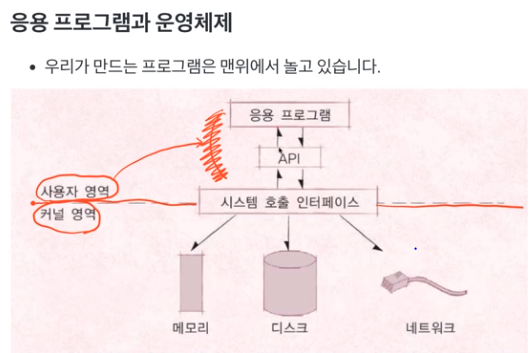 응용 프로그램과 운영체제
• 우리가 만드는 프로그램은 맨위에서 놀고 있습니다.
응용 프로그램
API
사용자 영역
시스템 호출 인터페이스
커널 영역
메모리
디스크
네트워크